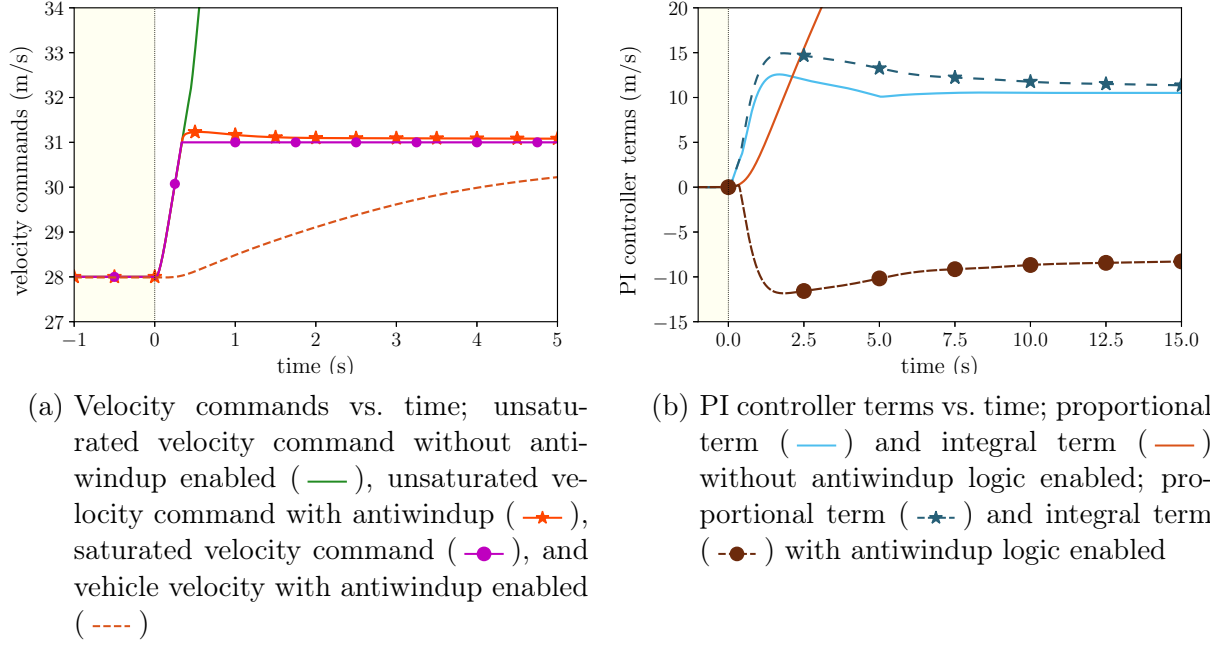 34
33
32
31
30
29
28
27
velocity commands (m/s)
−1 0 1 2 3 4 5
time (s)
20
15
10
5
0
−5
−10
−15
PI controller terms (m/s)
0.0 2.5 5.0 7.5 10.0 12.5 15.0
time (s)
(a) Velocity commands vs. time; unsatu-
rated velocity command without anti-
windup enabled ( ), unsaturated ve-
locity command with antiwindup ( ),
saturated velocity command ( ), and
vehicle velocity with antiwindup enabled
( )
(b) PI controller terms vs. time; proportional
term ( ) and integral term ( )
without antiwindup logic enabled; pro-
portional term ( ) and integral term
( ) with antiwindup logic enabled